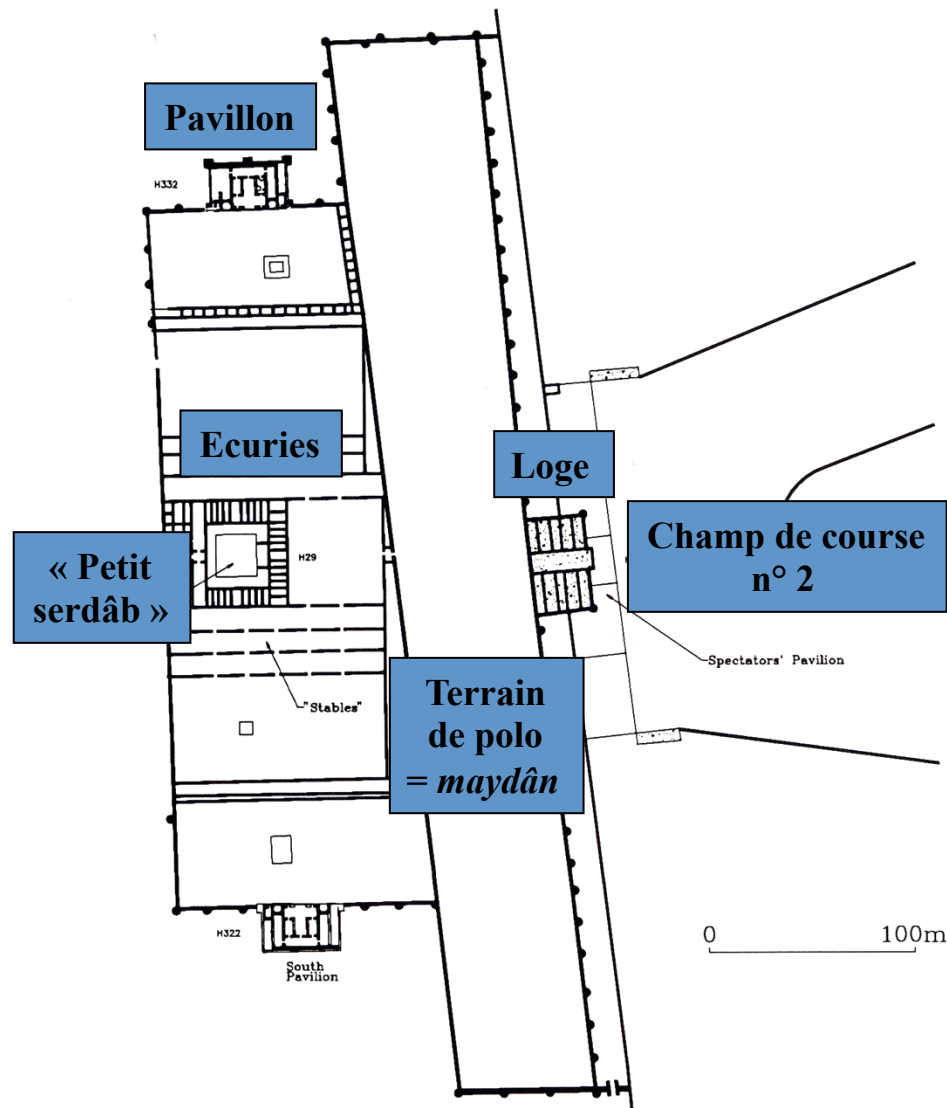 Pavillon
H332
Ecuries
Loge
Champ de course
n° 2
« Petit
serdâb »
H29
Spectators' Pavilion
Terrain
de polo
= maydân
"Stables"
H322
South
Pavilion
0 100m